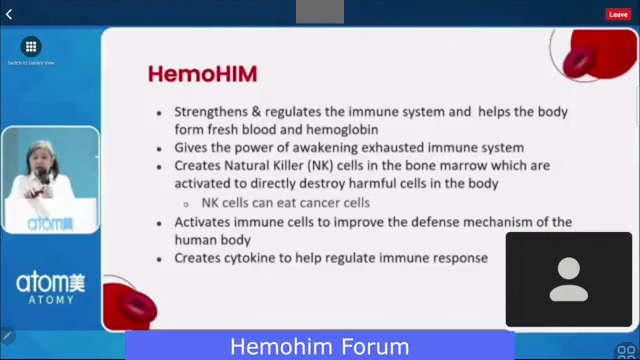 Leave
Switch to Gallery View
HemoHIM
• Strengthens & regulates the immune system and helps the body
form fresh blood and hemoglobin
• Gives the power of awakening exhausted immune system
• Creates Natural Killer (NK) cells in the bone marrow which are
activated to directly destroy harmful cells in the body
○ NK cells can eat cancer cells
• Activates immune cells to improve the defense mechanism of the
human body
• Creates cytokine to help regulate immune response
atom美
atom美
ATOMY
Hemohim Forum